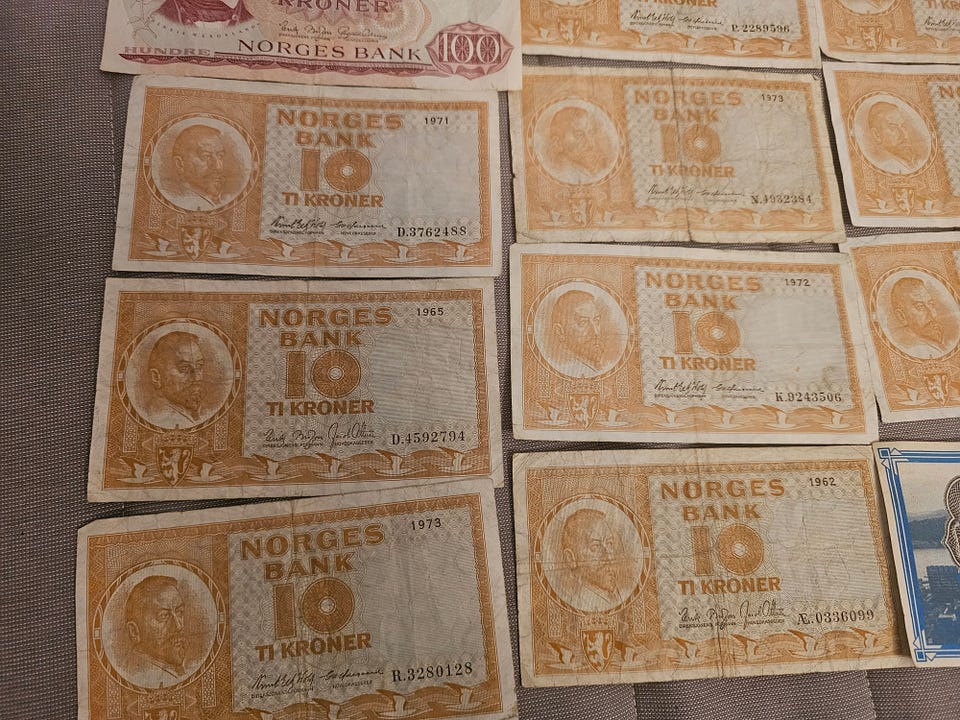 KRONER
HUNDRE
NORGES BANK
100
KRONER
P.2289596
KRONER
NORGES
BANK
1971
10
TI KRONER
D.3762488
NORGES
BANK
1973
10
TI KRONER
N.4932384
NORGES
BANK
1965
10
TI KRONER
D.4592794
NORGES
BANK
1972
10
TI KRONER
K.9243506
NORGES
BANK
1973
10
TI KRONER
R.3280128
NORGES
BANK
1962
10
TI KRONER
Æ.0336099